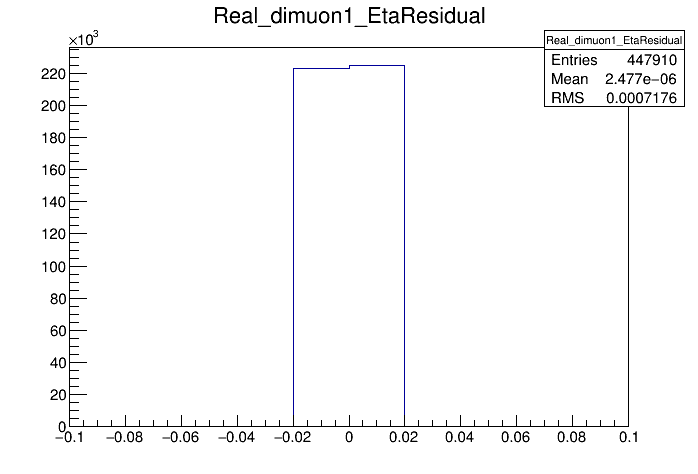 Real_dimuon1_EtaResidual
×10³
Real_dimuon1_EtaResidual
Entries 447910
Mean 2.477e−06
RMS 0.0007176
220
200
180
160
140
120
100
80
60
40
20
0
−0.1 −0.08 −0.06 −0.04 −0.02 0 0.02 0.04 0.06 0.08 0.1